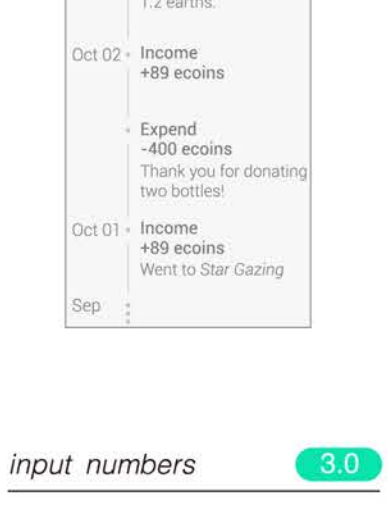 1.2 earths.
Oct 02 Income
+89 ecoins
Expend
-400 ecoins
Thank you for donating
two bottles!
Oct 01 Income
+89 ecoins
Went to Star Gazing
Sep
input numbers 3.0